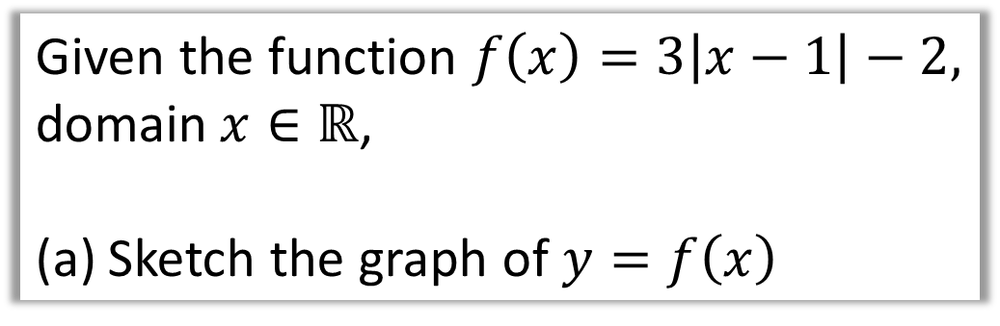 Given the function f(x) = 3|x − 1| − 2,
domain x ∈ ℝ,
(a) Sketch the graph of y = f(x)